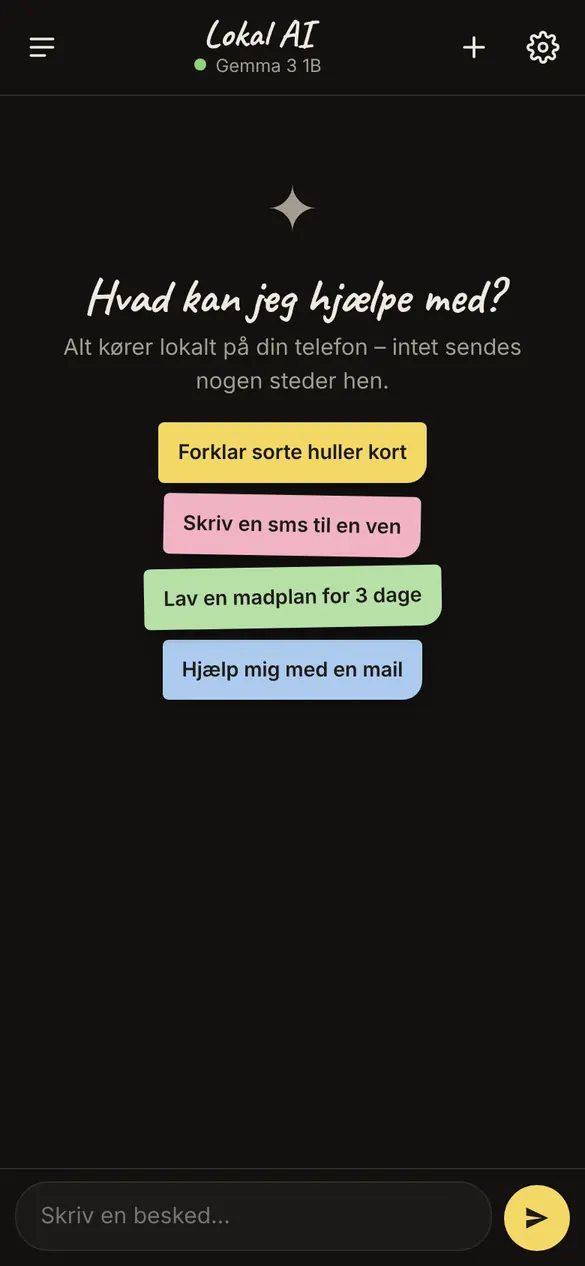 Lokal AI
Gemma 3 1B
Hvad kan jeg hjælpe med?
Alt kører lokalt på din telefon – intet sendes
nogen steder hen.
Forklar sorte huller kort
Skriv en sms til en ven
Lav en madplan for 3 dage
Hjælp mig med en mail
Skriv en besked...